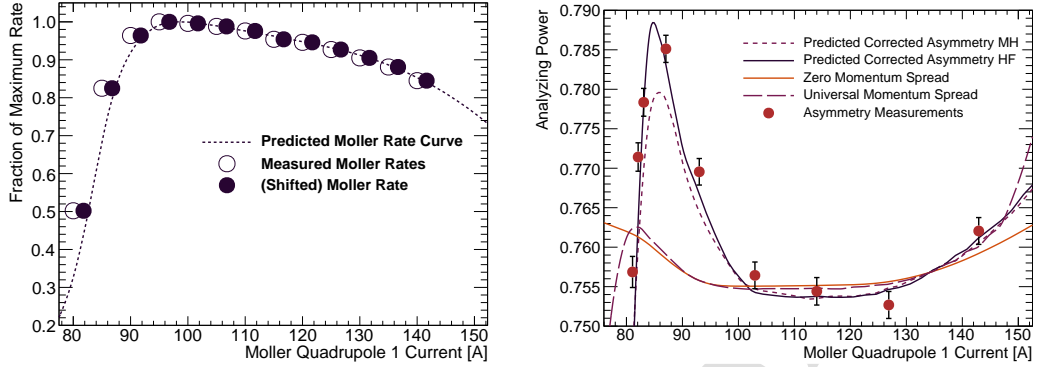 Fraction of Maximum Rate
1.0
0.9
0.8
0.7
0.6
0.5
0.4
0.3
0.2
Predicted Moller Rate Curve
Measured Moller Rates
(Shifted) Moller Rate
80 90 100 110 120 130 140 150
Moller Quadrupole 1 Current [A]
Analyzing Power
0.790
0.785
0.780
0.775
0.770
0.765
0.760
0.755
0.750
Predicted Corrected Asymmetry MH
Predicted Corrected Asymmetry HF
Zero Momentum Spread
Universal Momentum Spread
Asymmetry Measurements
80 90 100 110 120 130 140 150
Moller Quadrupole 1 Current [A]